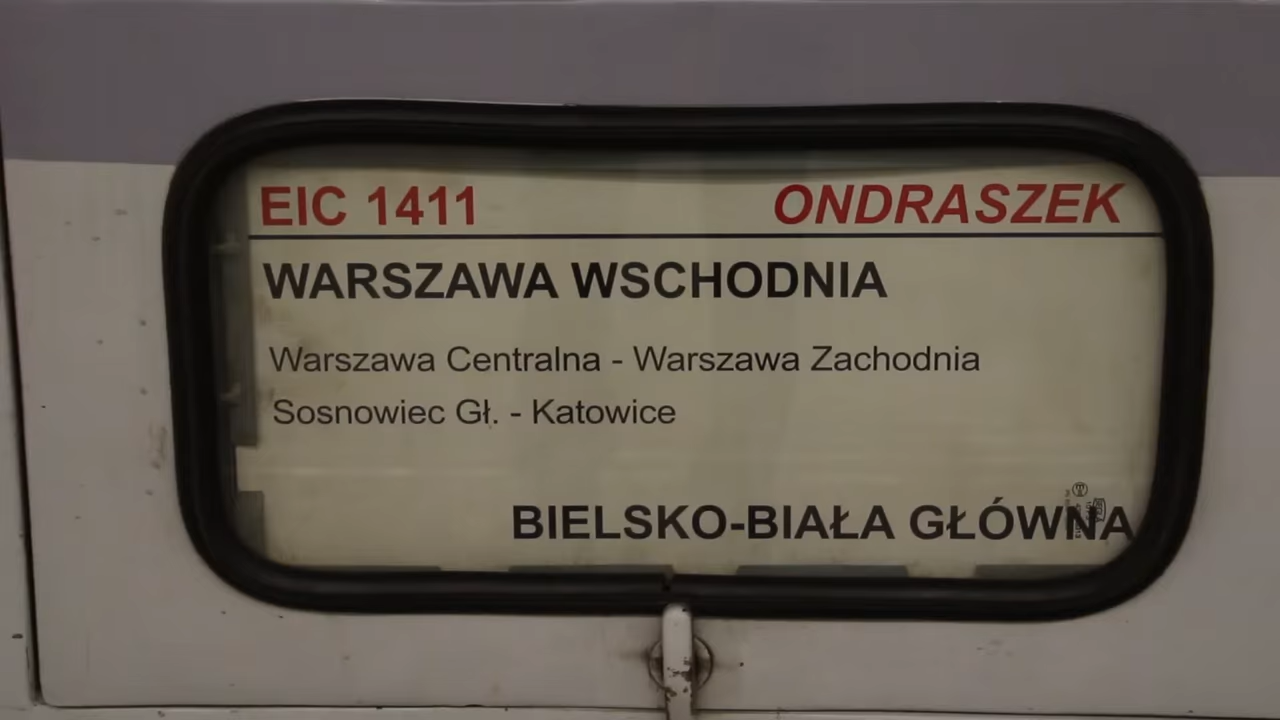 EIC 1411 ONDRASZEK
WARSZAWA WSCHODNIA
Warszawa Centralna - Warszawa Zachodnia
Sosnowiec Gł. - Katowice
BIELSKO-BIAŁA GŁÓWNA